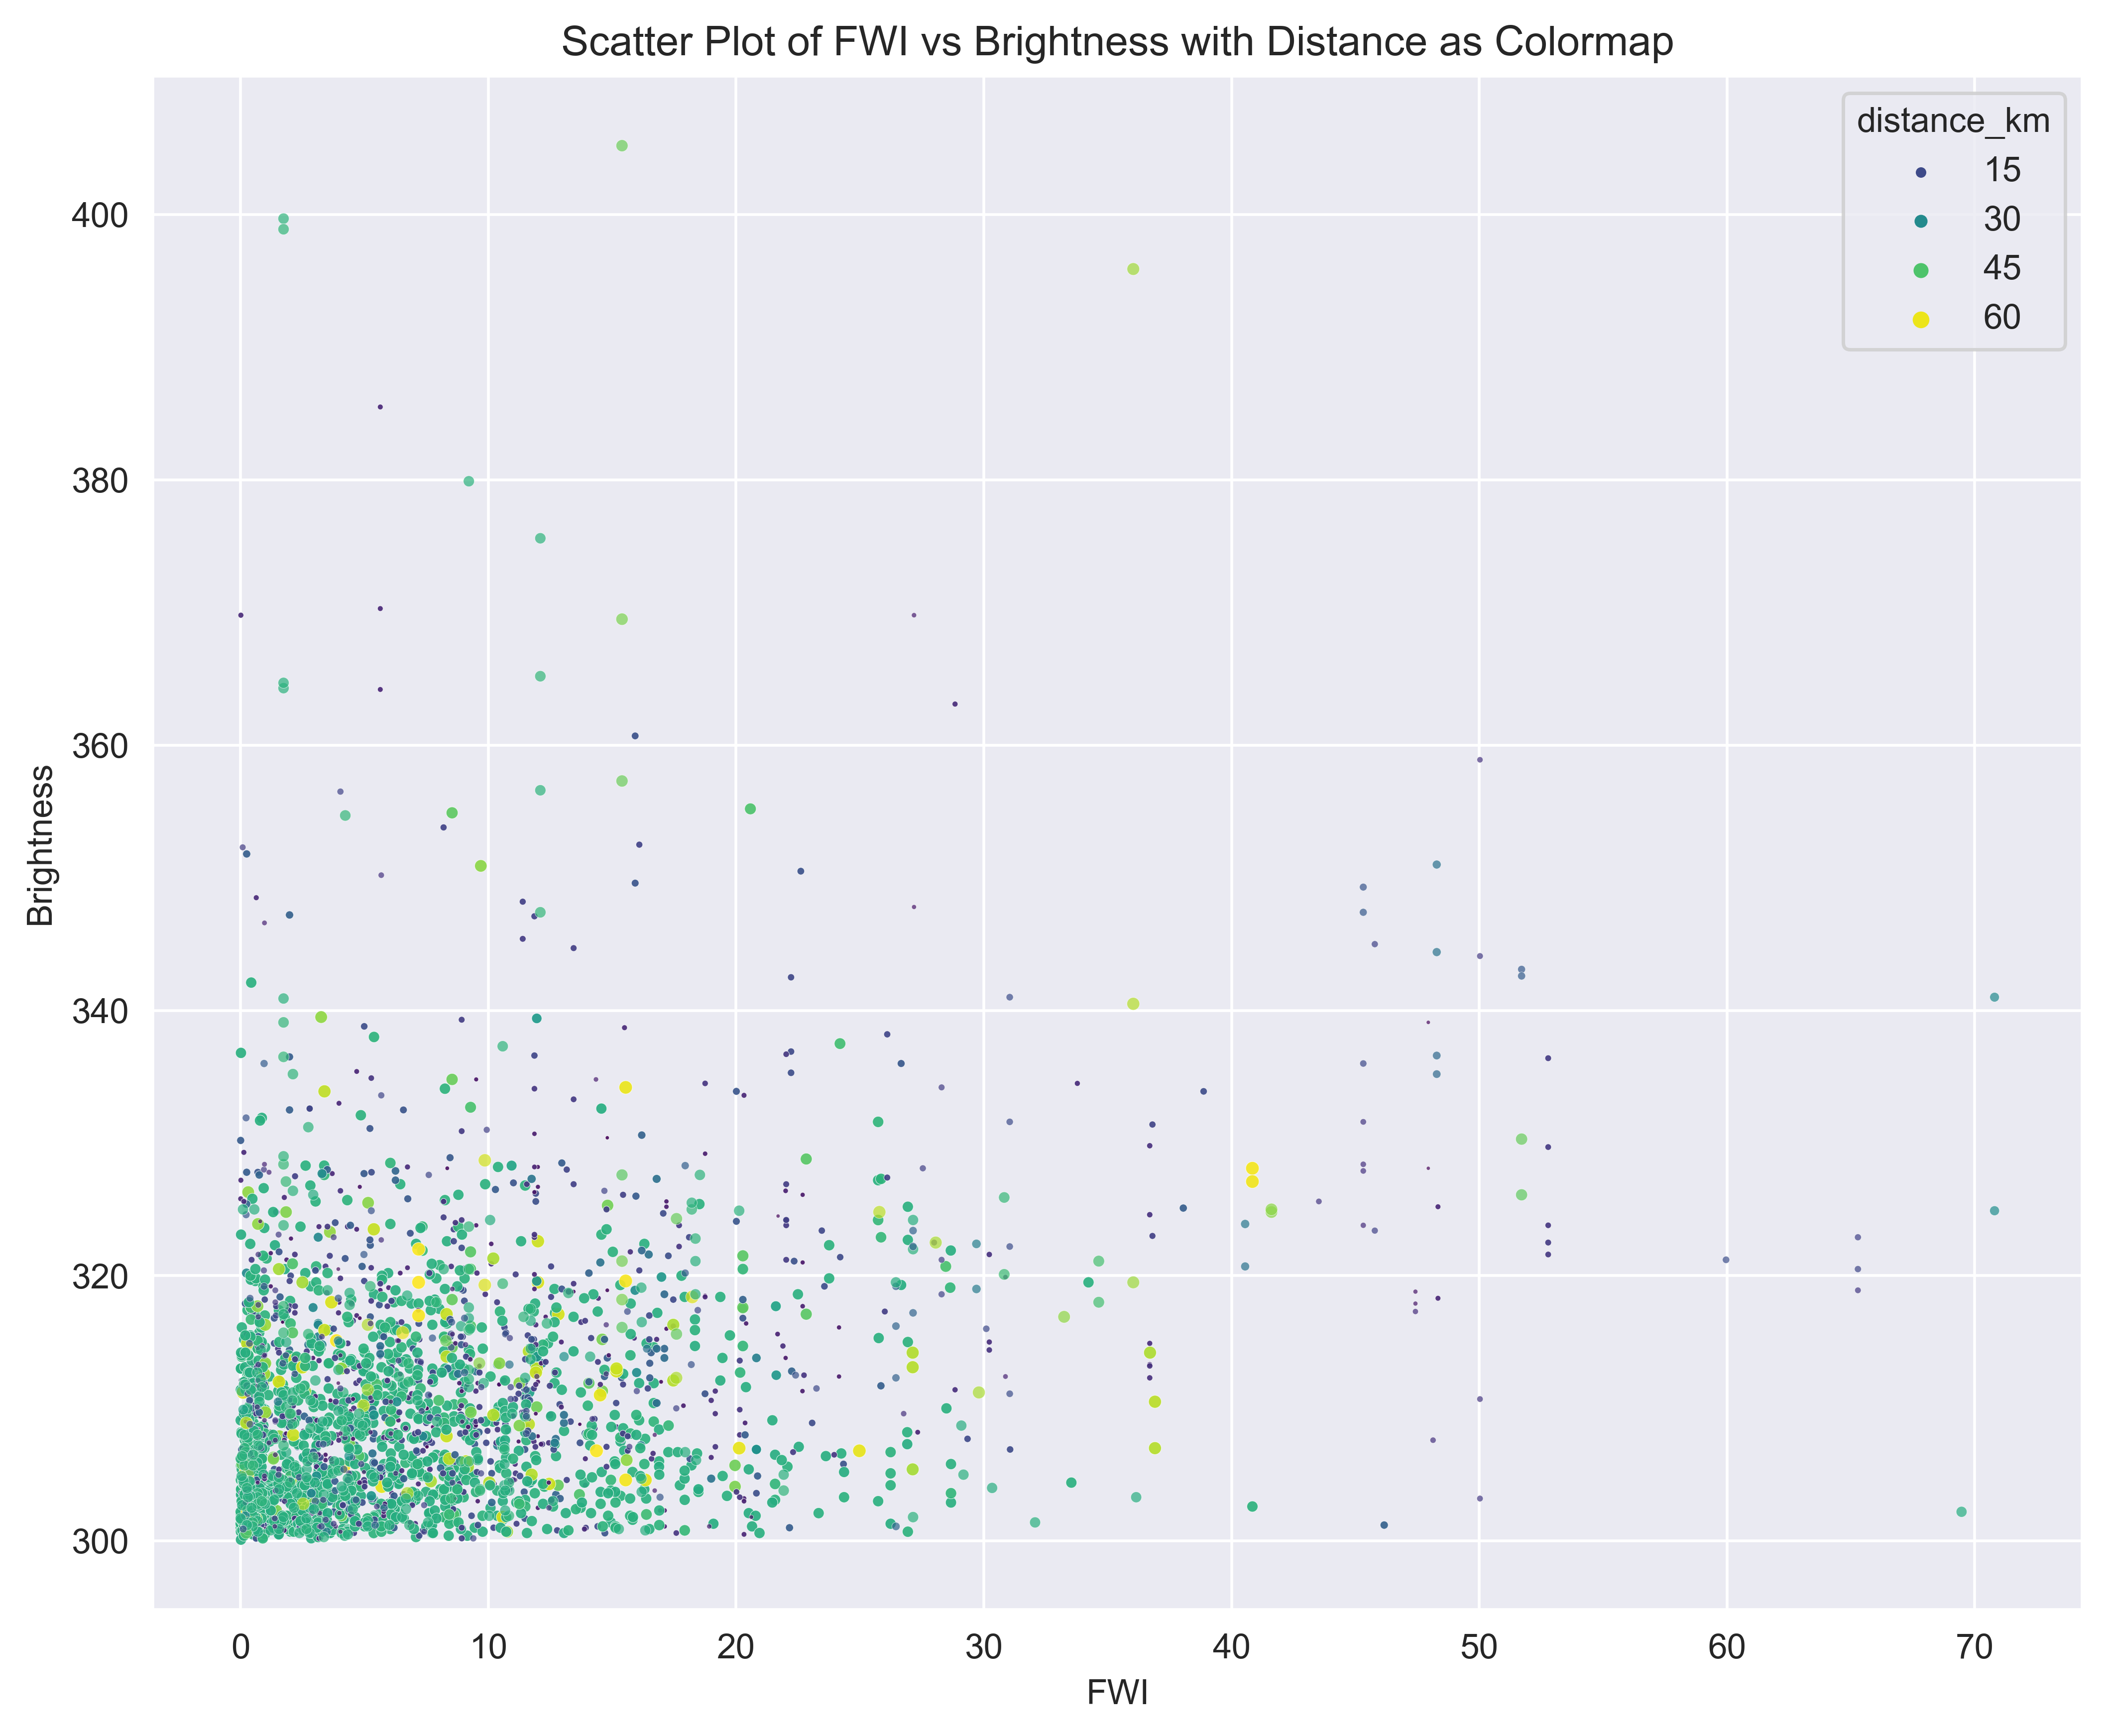 Scatter Plot of FWI vs Brightness with Distance as Colormap
distance_km
15
30
45
60
400
380
360
340
320
300
Brightness
0 10 20 30 40 50 60 70
FWI